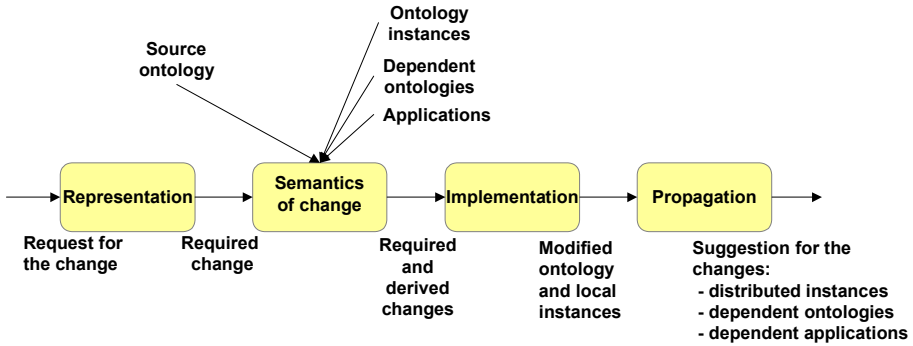 Ontology
instances
Source
ontology
Dependent
ontologies
Applications
Representation
Semantics
of change
Implementation
Propagation
Request for
the change
Required
change
Required
and
derived
changes
Modified
ontology
and local
instances
Suggestion for the
changes:
- distributed instances
- dependent ontologies
- dependent applications